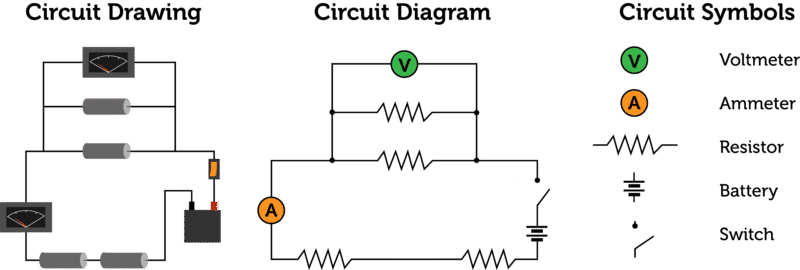 Circuit Drawing
Circuit Diagram
Circuit Symbols
V
A
V
Voltmeter
A
Ammeter
Resistor
Battery
Switch